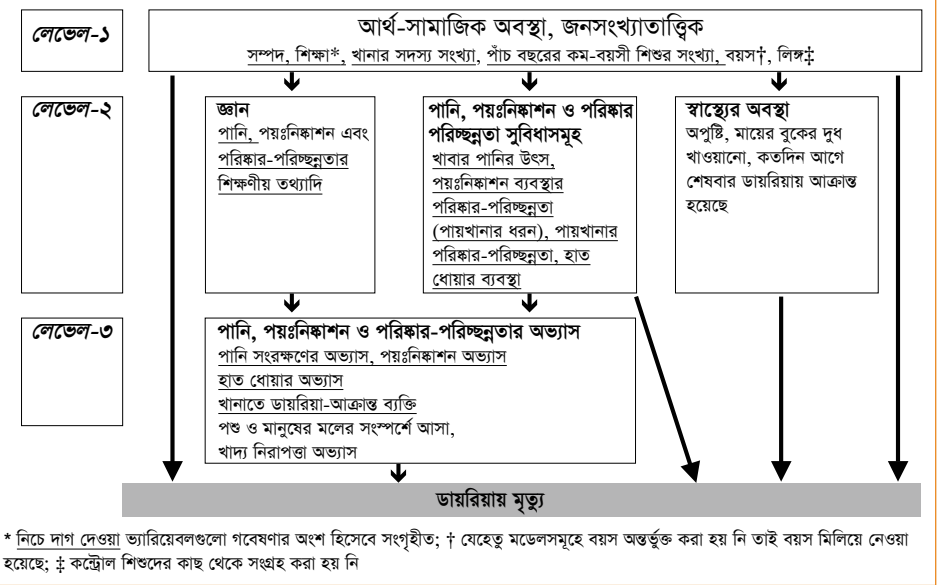 লেভেল-১
আর্থ-সামাজিক অবস্থা, জনসংখ্যাতাত্ত্বিক
সম্পদ, শিক্ষা*, খানার সদস্য সংখ্যা, পাঁচ বছরের কম-বয়সী শিশুর সংখ্যা, বয়স†, লিঙ্গ‡
লেভেল-২
জ্ঞান
পানি, পয়ঃনিষ্কাশন এবং
পরিষ্কার-পরিচ্ছন্নতার
শিক্ষণীয় তথ্যাদি
পানি, পয়ঃনিষ্কাশন ও পরিষ্কার
পরিচ্ছন্নতা সুবিধাসমূহ
খাবার পানির উৎস,
পয়ঃনিষ্কাশন ব্যবস্থার
পরিষ্কার-পরিচ্ছন্নতা
(পায়খানার ধরন), পায়খানার
পরিষ্কার-পরিচ্ছন্নতা, হাত
ধোয়ার ব্যবস্থা
স্বাস্থ্যের অবস্থা
অপুষ্টি, মায়ের বুকের দুধ
খাওয়ানো, কতদিন আগে
শেষবার ডায়রিয়ায় আক্রান্ত
হয়েছে
লেভেল-৩
পানি, পয়ঃনিষ্কাশন ও পরিষ্কার-পরিচ্ছন্নতার অভ্যাস
পানি সংরক্ষণের অভ্যাস, পয়ঃনিষ্কাশন অভ্যাস
হাত ধোয়ার অভ্যাস
খানাতে ডায়রিয়া-আক্রান্ত ব্যক্তি
পশু ও মানুষের মলের সংস্পর্শে আসা,
খাদ্য নিরাপত্তা অভ্যাস
ডায়রিয়ায় মৃত্যু
* নিচে দাগ দেওয়া ভ্যারিয়েবলগুলো গবেষণার অংশ হিসেবে সংগৃহীত; † যেহেতু মডেলসমূহে বয়স অন্তর্ভুক্ত করা হয় নি তাই বয়স মিলিয়ে নেওয়া
হয়েছে; ‡ কন্ট্রোল শিশুদের কাছ থেকে সংগ্রহ করা হয় নি